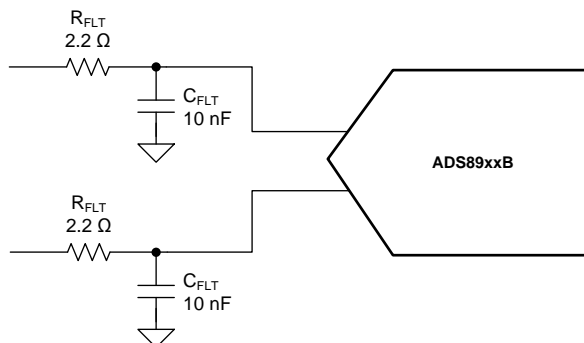 R_FLT
2.2 Ω
C_FLT
10 nF
ADS89xxB
R_FLT
2.2 Ω
C_FLT
10 nF